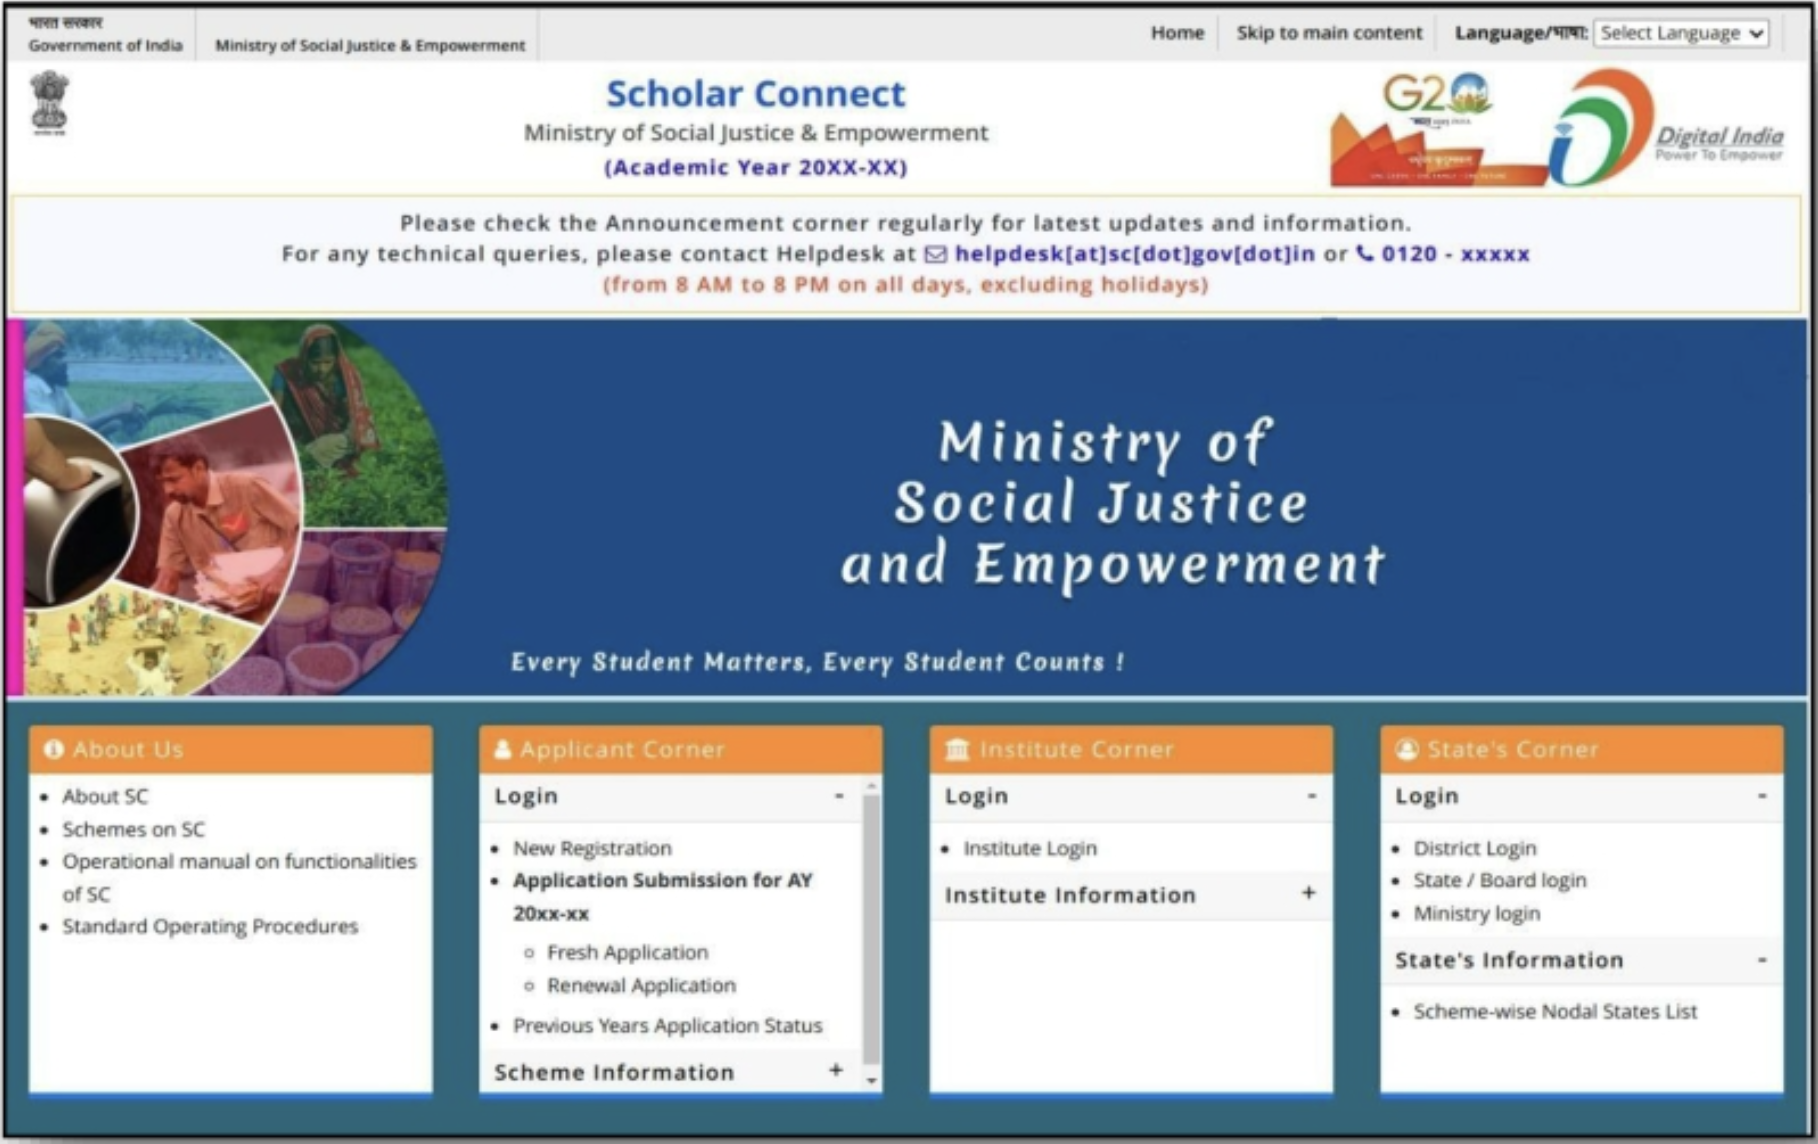 भारत सरकार
Government of India
Ministry of Social Justice & Empowerment
Home
Skip to main content
Language/भाषा: Select Language
Scholar Connect
Ministry of Social Justice & Empowerment
(Academic Year 20XX-XX)
G20
Digital India
Power To Empower
Please check the Announcement corner regularly for latest updates and information.
For any technical queries, please contact Helpdesk at helpdesk[at]sc[dot]gov[dot]in or 0120 - xxxxx
(from 8 AM to 8 PM on all days, excluding holidays)
Ministry of
Social Justice
and Empowerment
Every Student Matters, Every Student Counts !
About Us
About SC
Schemes on SC
Operational manual on functionalities
of SC
Standard Operating Procedures
Applicant Corner
Login -
New Registration
Application Submission for AY
20xx-xx
Fresh Application
Renewal Application
Previous Years Application Status
Scheme Information +
Institute Corner
Login -
Institute Login
Institute Information +
State's Corner
Login -
District Login
State / Board login
Ministry login
State's Information -
Scheme-wise Nodal States List